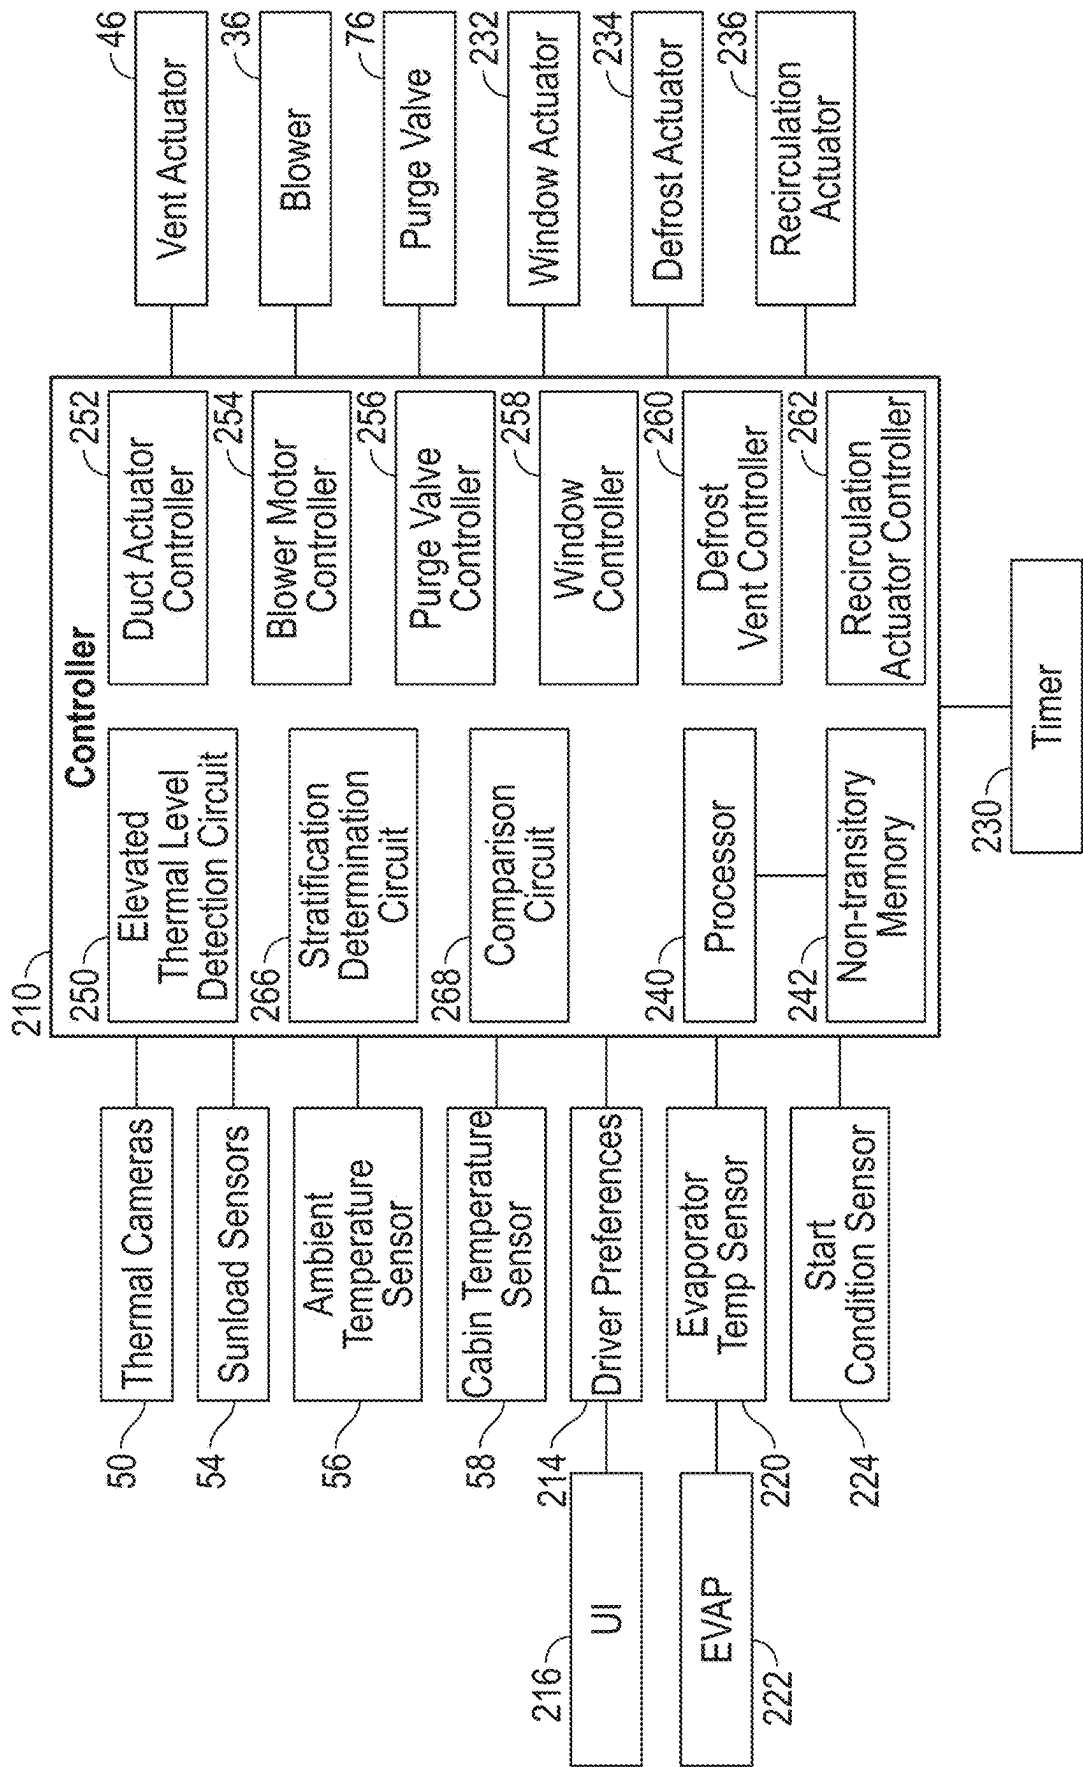 210
Controller
50
Thermal Cameras
54
Sunload Sensors
56
Ambient
Temperature
Sensor
58
Cabin Temperature
Sensor
216
UI
214
Driver Preferences
222
EVAP
220
Evaporator
Temp Sensor
224
Start
Condition Sensor
250
Elevated
Thermal Level
Detection Circuit
266
Stratification
Determination
Circuit
268
Comparison
Circuit
240
Processor
242
Non-transitory
Memory
252
Duct Actuator
Controller
254
Blower Motor
Controller
256
Purge Valve
Controller
258
Window
Controller
260
Defrost
Vent Controller
262
Recirculation
Actuator Controller
46
Vent Actuator
36
Blower
76
Purge Valve
232
Window Actuator
234
Defrost Actuator
236
Recirculation
Actuator
230
Timer